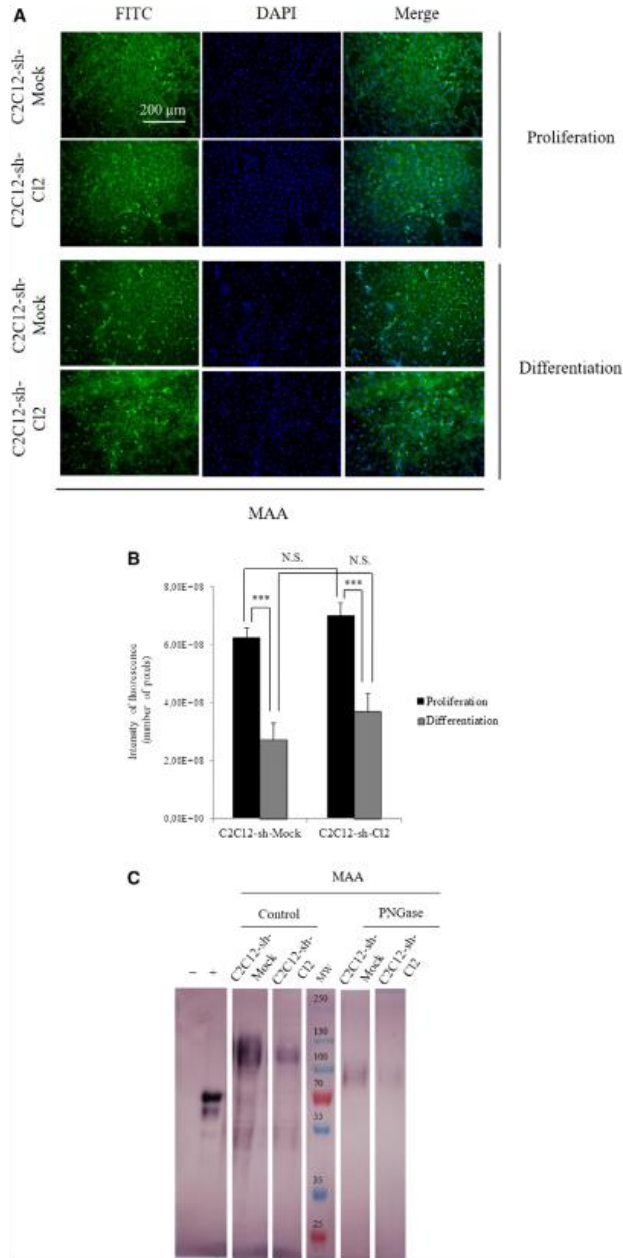 A
FITC DAPI Merge
C2C12-sh-
Mock
200 µm
C2C12-sh-
Cl2
Proliferation
C2C12-sh-
Mock
C2C12-sh-
Cl2
Differentiation
MAA
B
N.S. N.S.
*** ***
8,00E+08
6,00E+08
4,00E+08
2,00E+08
0,00E+00
Intensity of fluorescence
(number of pixels)
Proliferation
Differentiation
C2C12-sh-Mock C2C12-sh-Cl2
C
MAA
Control PNGase
– +
C2C12-sh-
Mock
C2C12-sh-
Cl2
MW
C2C12-sh-
Mock
C2C12-sh-
Cl2
250
130
100
70
55
35
25